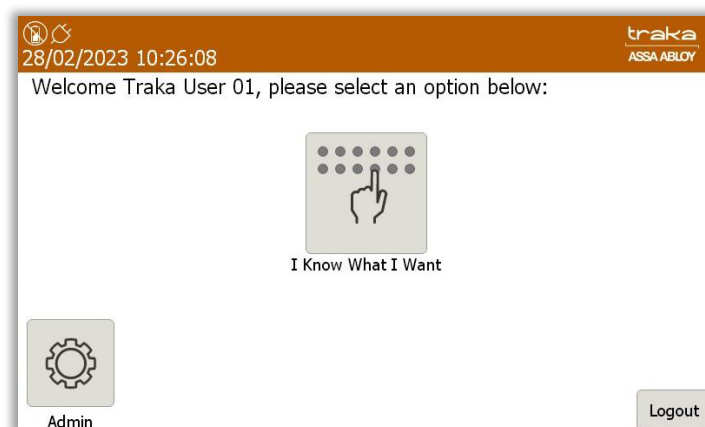 traka
28/02/2023 10:26:08
ASSA ABLOY
Welcome Traka User 01, please select an option below:
I Know What I Want
Admin
Logout